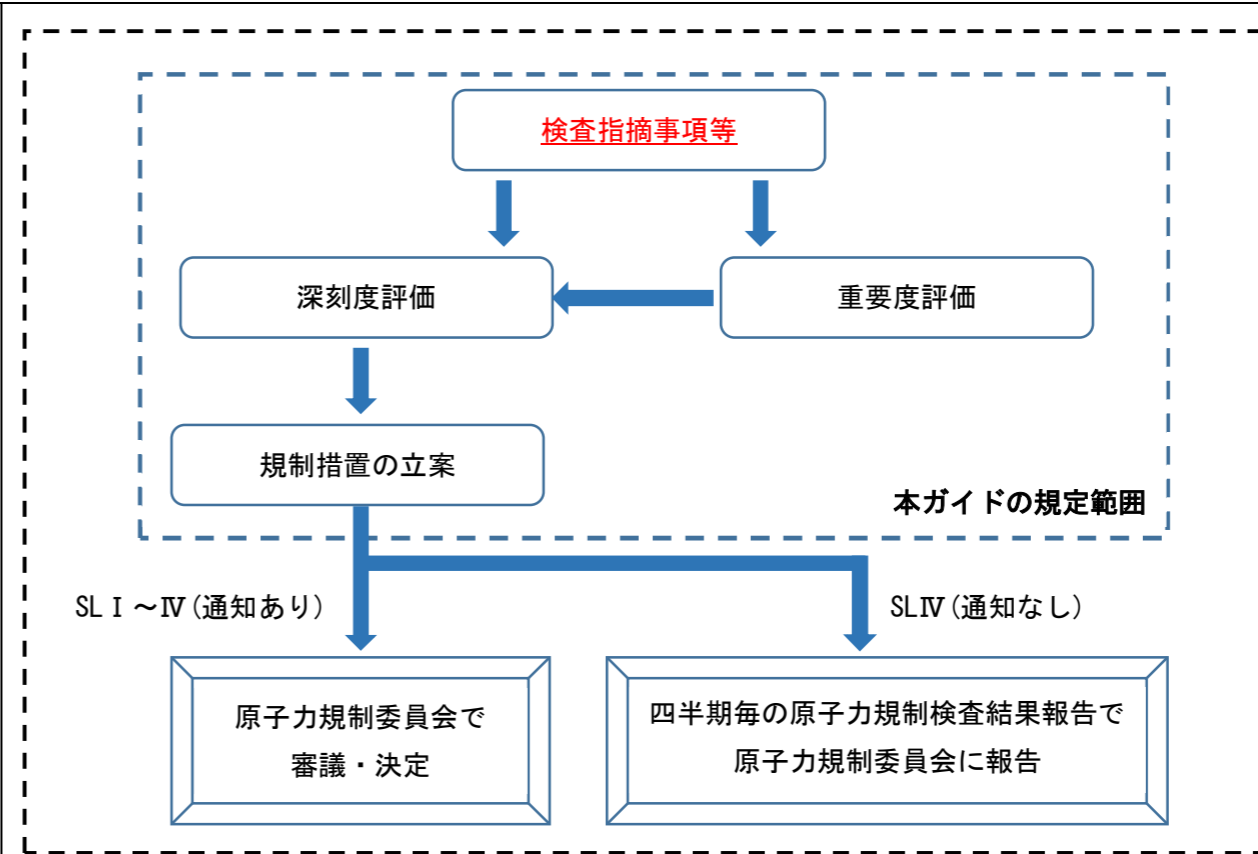 検査指摘事項等
深刻度評価
重要度評価
規制措置の立案
本ガイドの規定範囲
SLⅠ～Ⅳ(通知あり)
SLⅣ(通知なし)
原子力規制委員会で
審議・決定
四半期毎の原子力規制検査結果報告で
原子力規制委員会に報告